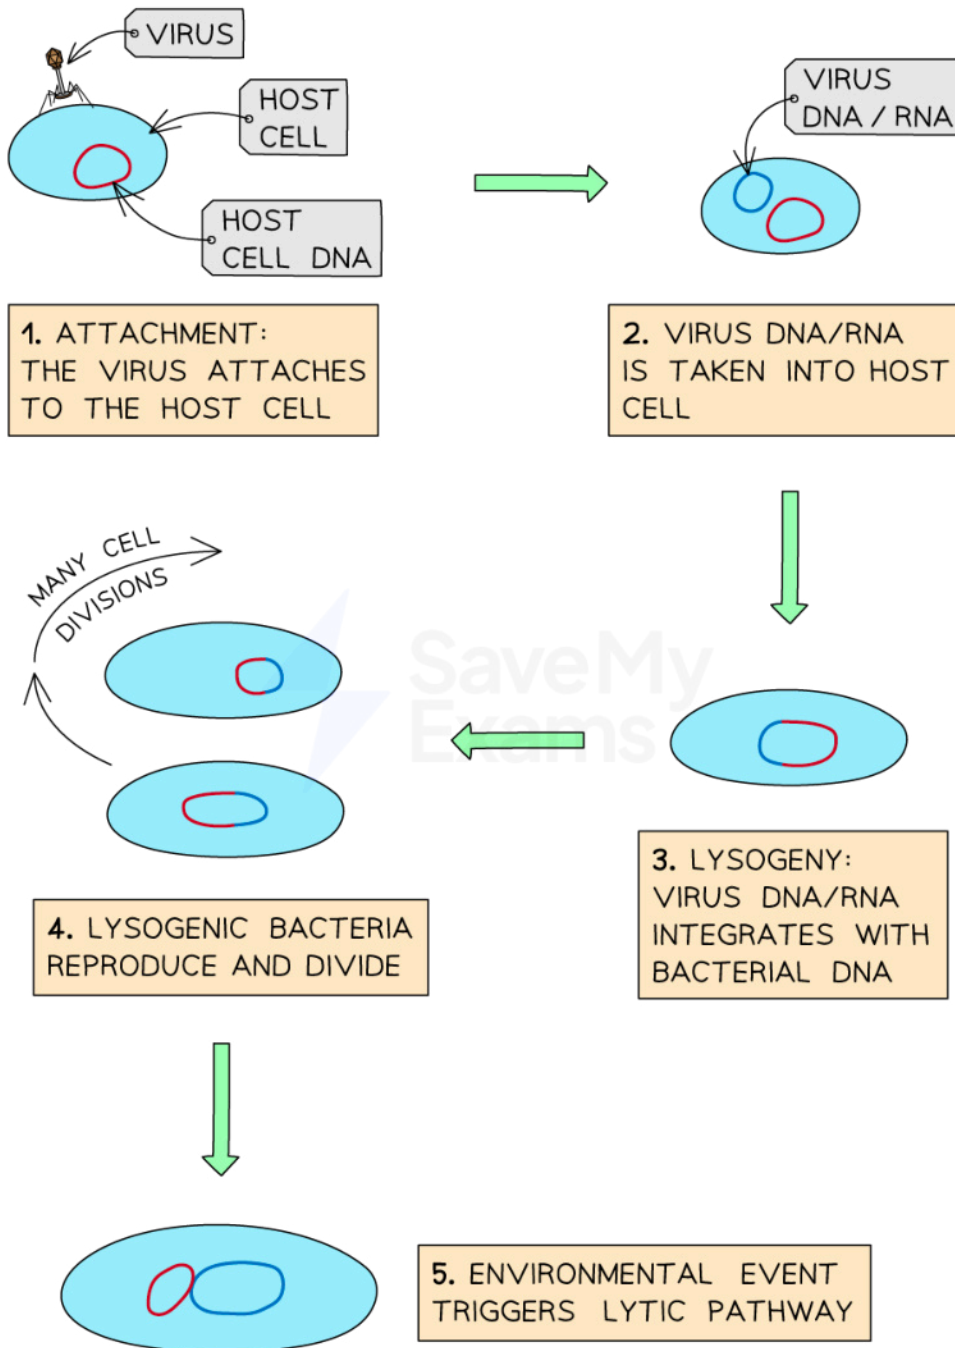 VIRUS
HOST
CELL
HOST
CELL DNA
VIRUS
DNA / RNA
1. ATTACHMENT:
THE VIRUS ATTACHES
TO THE HOST CELL
2. VIRUS DNA/RNA
IS TAKEN INTO HOST
CELL
MANY CELL
DIVISIONS
SaveMy
Exams
3. LYSOGENY:
VIRUS DNA/RNA
INTEGRATES WITH
BACTERIAL DNA
4. LYSOGENIC BACTERIA
REPRODUCE AND DIVIDE
5. ENVIRONMENTAL EVENT
TRIGGERS LYTIC PATHWAY